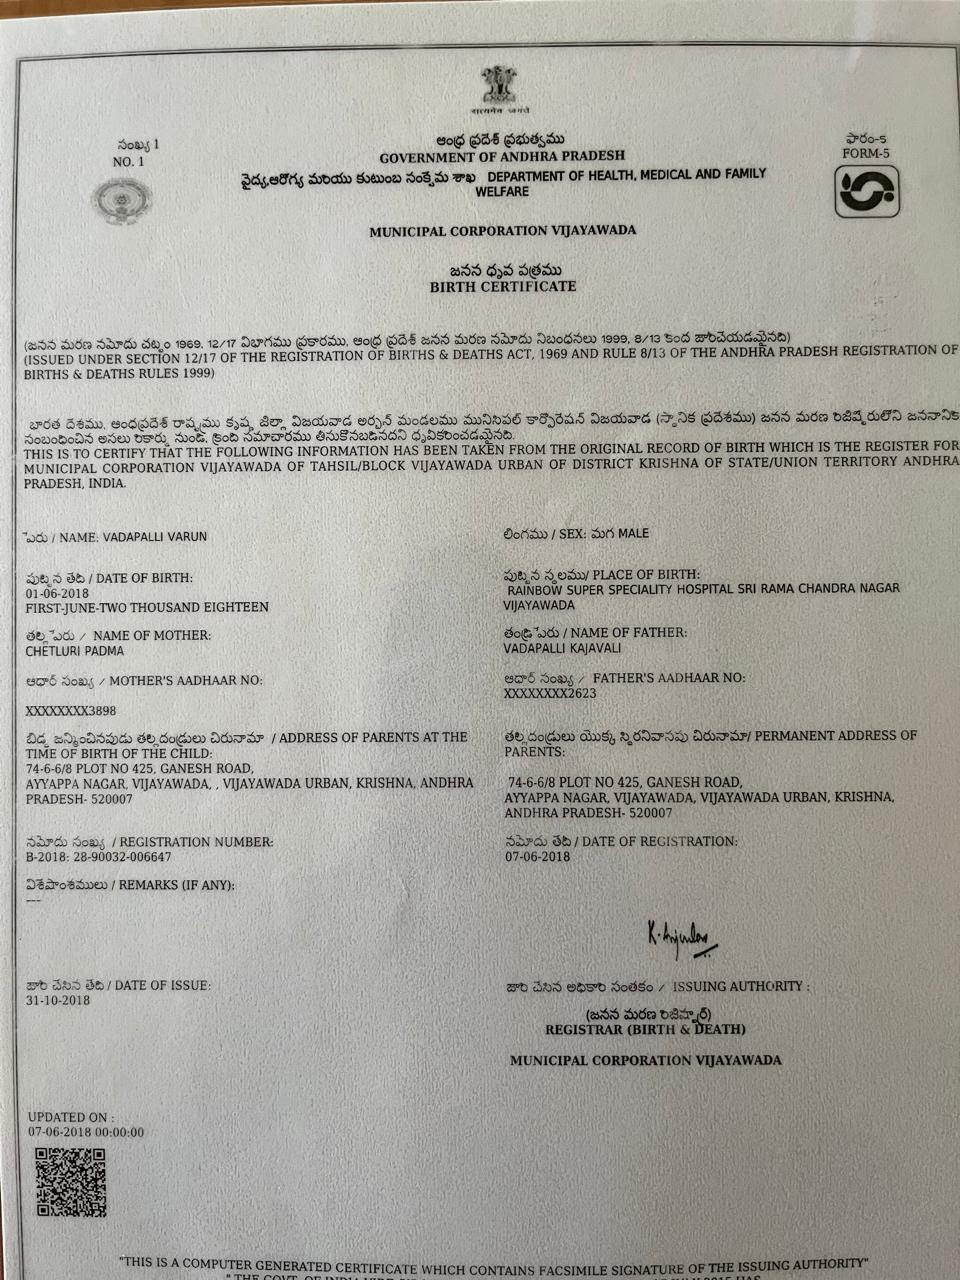 सत्यमेव जयते
సంఖ్య 1
NO. 1
ఆంధ్ర ప్రదేశ్ ప్రభుత్వము
GOVERNMENT OF ANDHRA PRADESH
ఫారం-5
FORM-5
వైద్య,ఆరోగ్య మరియు కుటుంబ సంక్షేమ శాఖ DEPARTMENT OF HEALTH, MEDICAL AND FAMILY
WELFARE
MUNICIPAL CORPORATION VIJAYAWADA
జనన ధృవ పత్రము
BIRTH CERTIFICATE
(జనన మరణ నమోదు చట్టం 1969, 12/17 విభాగము ప్రకారము, ఆంధ్ర ప్రదేశ్ జనన మరణ నమోదు నిబంధనలు 1999, 8/13 కింద జారిచేయడమైనది)
(ISSUED UNDER SECTION 12/17 OF THE REGISTRATION OF BIRTHS & DEATHS ACT, 1969 AND RULE 8/13 OF THE ANDHRA PRADESH REGISTRATION OF
BIRTHS & DEATHS RULES 1999)
భారత దేశము, ఆంధ్రప్రదేశ్ రాష్ట్రము కృష్ణ జిల్లా విజయవాడ అర్బన్ మండలము మునిసిపల్ కార్పొరేషన్ విజయవాడ (స్థానిక ప్రదేశము) జనన మరణ రిజిష్టరులోని జననానికి
సంబంధించిన అసలు రికార్డు నుండి, క్రింది సమాచారము తీసుకొనబడినదని ధృవీకరించడమైనది.
THIS IS TO CERTIFY THAT THE FOLLOWING INFORMATION HAS BEEN TAKEN FROM THE ORIGINAL RECORD OF BIRTH WHICH IS THE REGISTER FOR
MUNICIPAL CORPORATION VIJAYAWADA OF TAHSIL/BLOCK VIJAYAWADA URBAN OF DISTRICT KRISHNA OF STATE/UNION TERRITORY ANDHRA
PRADESH, INDIA.
పేరు / NAME: VADAPALLI VARUN
లింగము / SEX: మగ MALE
పుట్టిన తేది / DATE OF BIRTH:
01-06-2018
FIRST-JUNE-TWO THOUSAND EIGHTEEN
పుట్టిన స్థలము/ PLACE OF BIRTH:
RAINBOW SUPER SPECIALITY HOSPITAL SRI RAMA CHANDRA NAGAR
VIJAYAWADA
తల్లి పేరు / NAME OF MOTHER:
CHETLURI PADMA
తండ్రి పేరు / NAME OF FATHER:
VADAPALLI KAJAVALI
ఆధార్ సంఖ్య / MOTHER'S AADHAAR NO:
XXXXXXXX3898
ఆధార్ సంఖ్య / FATHER'S AADHAAR NO:
XXXXXXXX2623
బిడ్డ జన్మించినపుడు తల్లిదండ్రులు చిరునామా / ADDRESS OF PARENTS AT THE
TIME OF BIRTH OF THE CHILD:
74-6-6/8 PLOT NO 425, GANESH ROAD,
AYYAPPA NAGAR, VIJAYAWADA, , VIJAYAWADA URBAN, KRISHNA, ANDHRA
PRADESH- 520007
తల్లిదండ్రులు యొక్క స్థిరనివాసపు చిరునామా/ PERMANENT ADDRESS OF
PARENTS:
74-6-6/8 PLOT NO 425, GANESH ROAD,
AYYAPPA NAGAR, VIJAYAWADA, VIJAYAWADA URBAN, KRISHNA,
ANDHRA PRADESH- 520007
నమోదు సంఖ్య / REGISTRATION NUMBER:
B-2018: 28-90032-006647
నమోదు తేది / DATE OF REGISTRATION:
07-06-2018
విశేషాంశములు / REMARKS (IF ANY):
---
జారి చేసిన తేది / DATE OF ISSUE:
31-10-2018
జారి చేసిన అధికారి సంతకం / ISSUING AUTHORITY :
(జనన మరణ రిజిస్ట్రార్)
REGISTRAR (BIRTH & DEATH)
MUNICIPAL CORPORATION VIJAYAWADA
UPDATED ON :
07-06-2018 00:00:00
"THIS IS A COMPUTER GENERATED CERTIFICATE WHICH CONTAINS FACSIMILE SIGNATURE OF THE ISSUING AUTHORITY"